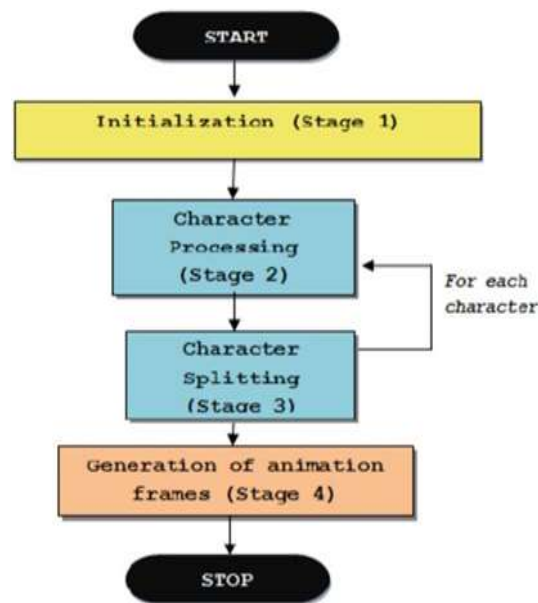 START
Initialization (Stage 1)
Character
Processing
(Stage 2)
For each
character
Character
Splitting
(Stage 3)
Generation of animation
frames (Stage 4)
STOP